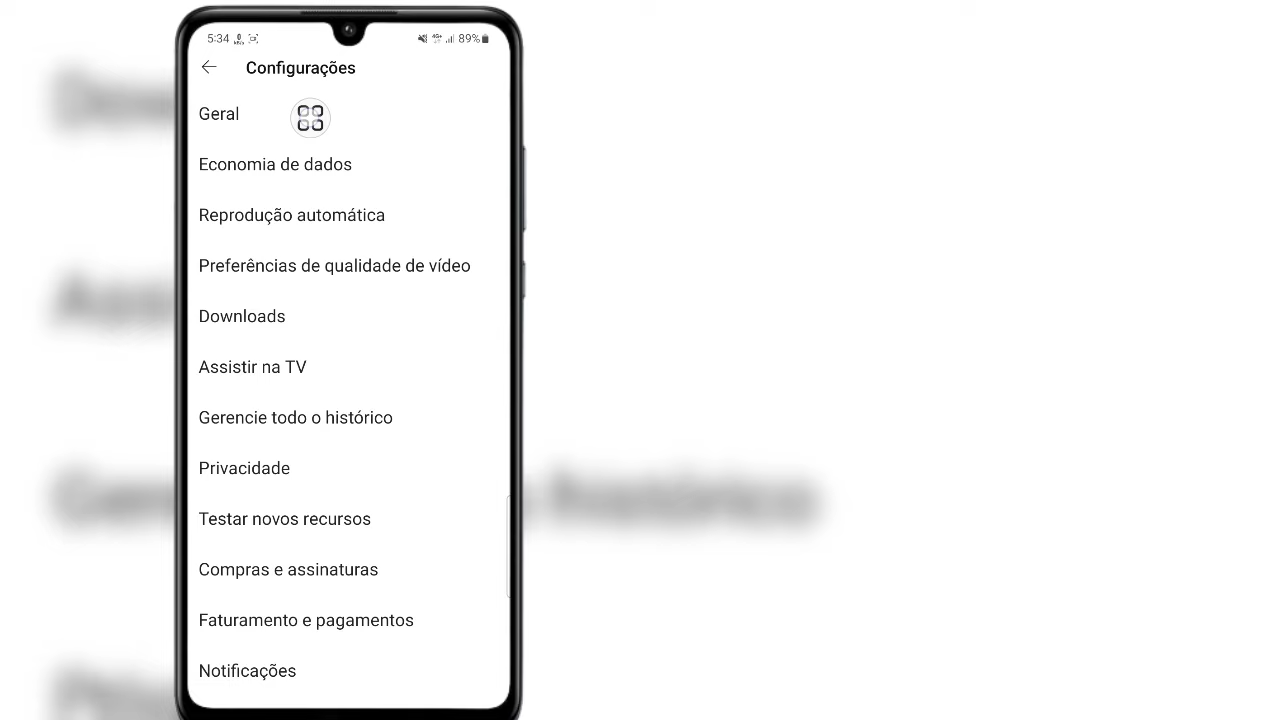 5:34
89%
Configurações
Geral
Economia de dados
Reprodução automática
Preferências de qualidade de vídeo
Downloads
Assistir na TV
Gerencie todo o histórico
Privacidade
Testar novos recursos
Compras e assinaturas
Faturamento e pagamentos
Notificações
histórico